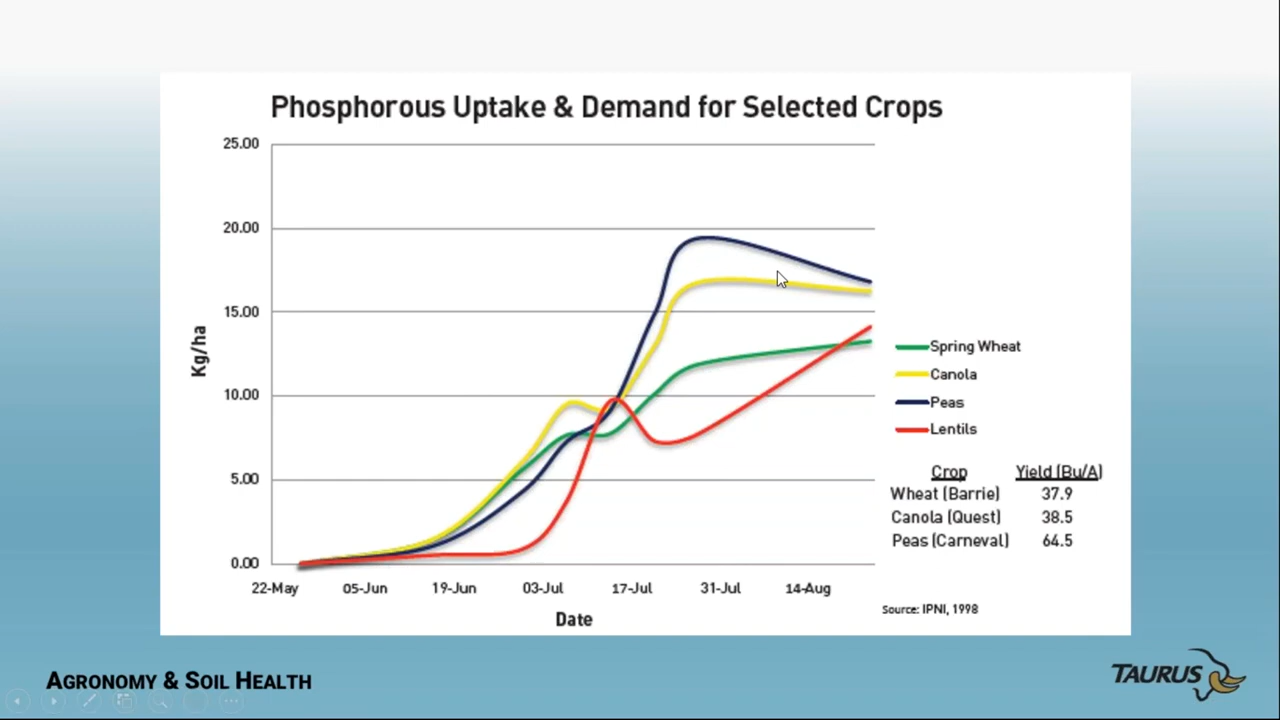 Phosphorous Uptake & Demand for Selected Crops
25.00
20.00
15.00
10.00
5.00
0.00
Kg/ha
22-May 05-Jun 19-Jun 03-Jul 17-Jul 31-Jul 14-Aug
Date
Spring Wheat
Canola
Peas
Lentils
Crop Yield (Bu/A)
Wheat (Barrie) 37.9
Canola (Quest) 38.5
Peas (Carneval) 64.5
Source: IPNI, 1998
AGRONOMY & SOIL HEALTH
TAURUS